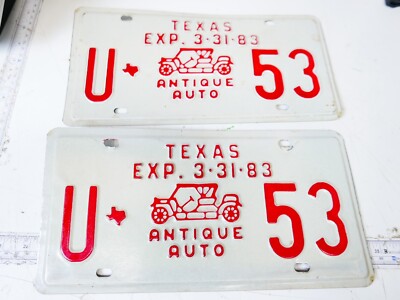 TEXAS
EXP. 3·31·83
U 53
ANTIQUE
AUTO
TEXAS
EXP. 3·31·83
U 53
ANTIQUE
AUTO